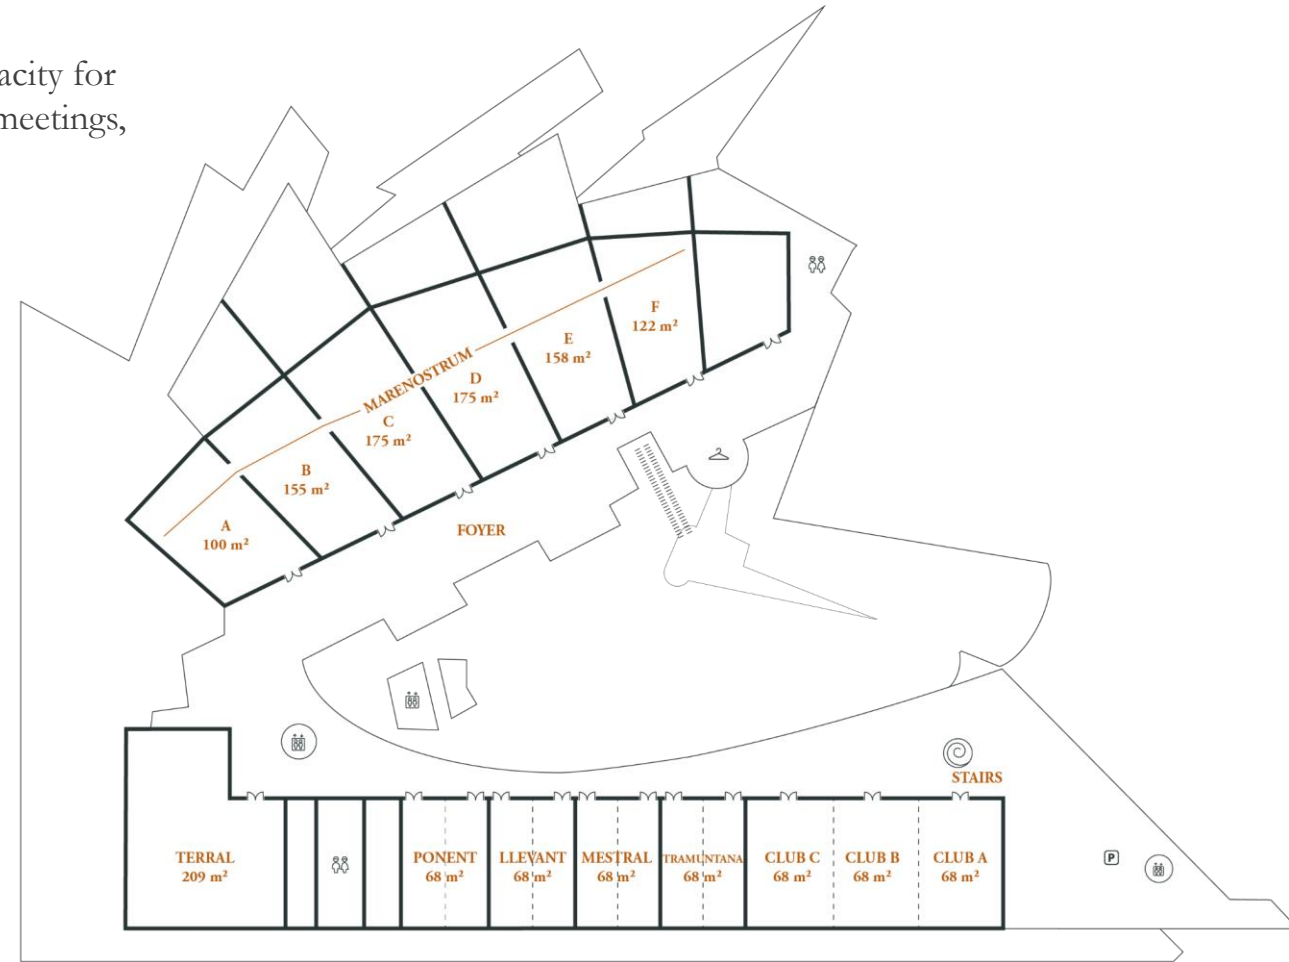 acity for
meetings,
MARENOSTRUM
A
100 m²
B
155 m²
C
175 m²
D
175 m²
E
158 m²
F
122 m²
FOYER
STAIRS
TERRAL
209 m²
PONENT
68 m²
LLEVANT
68 m²
MESTRAL
68 m²
TRAMUNTANA
68 m²
CLUB C
68 m²
CLUB B
68 m²
CLUB A
68 m²
P